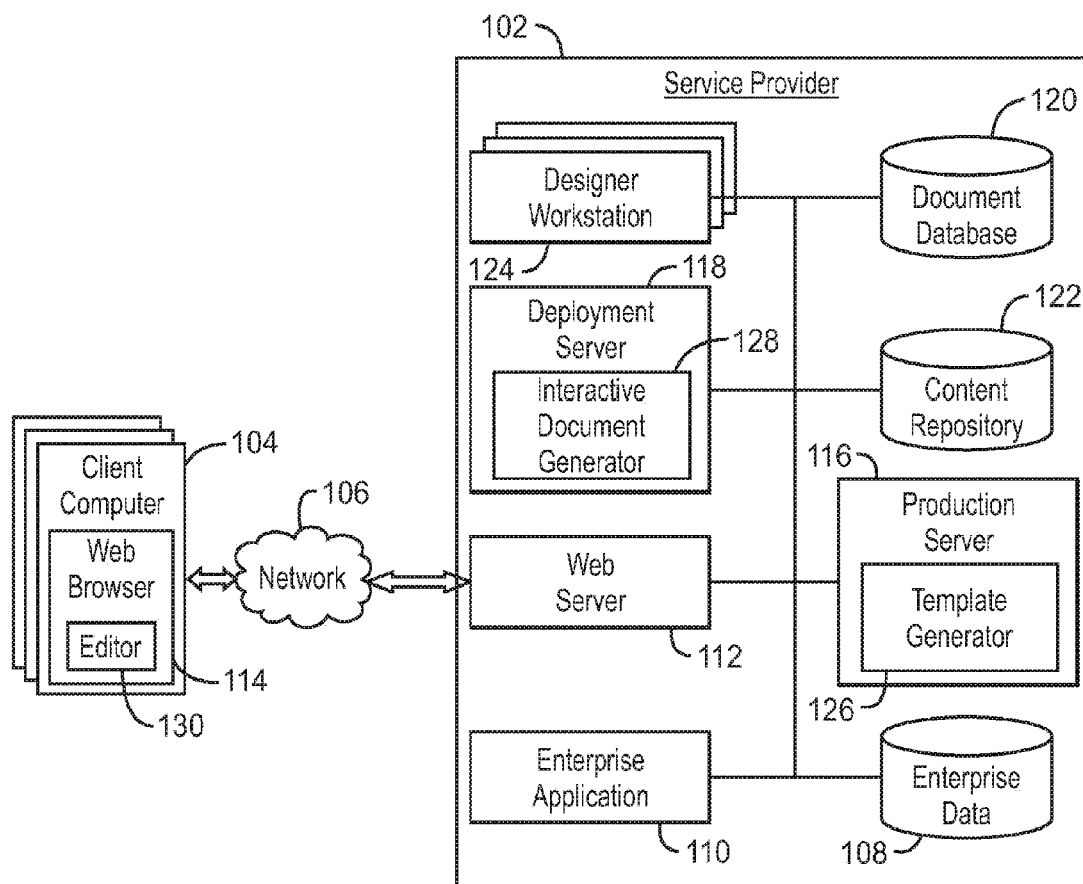 102
Service Provider
120
Designer
Workstation
Document
Database
124
118
122
Deployment
Server
128
Interactive
Document
Generator
Content
Repository
104
116
Client
Computer
106
Production
Server
Web
Browser
Network
Web
Server
Template
Generator
Editor
114
112
130
126
Enterprise
Application
Enterprise
Data
110
108